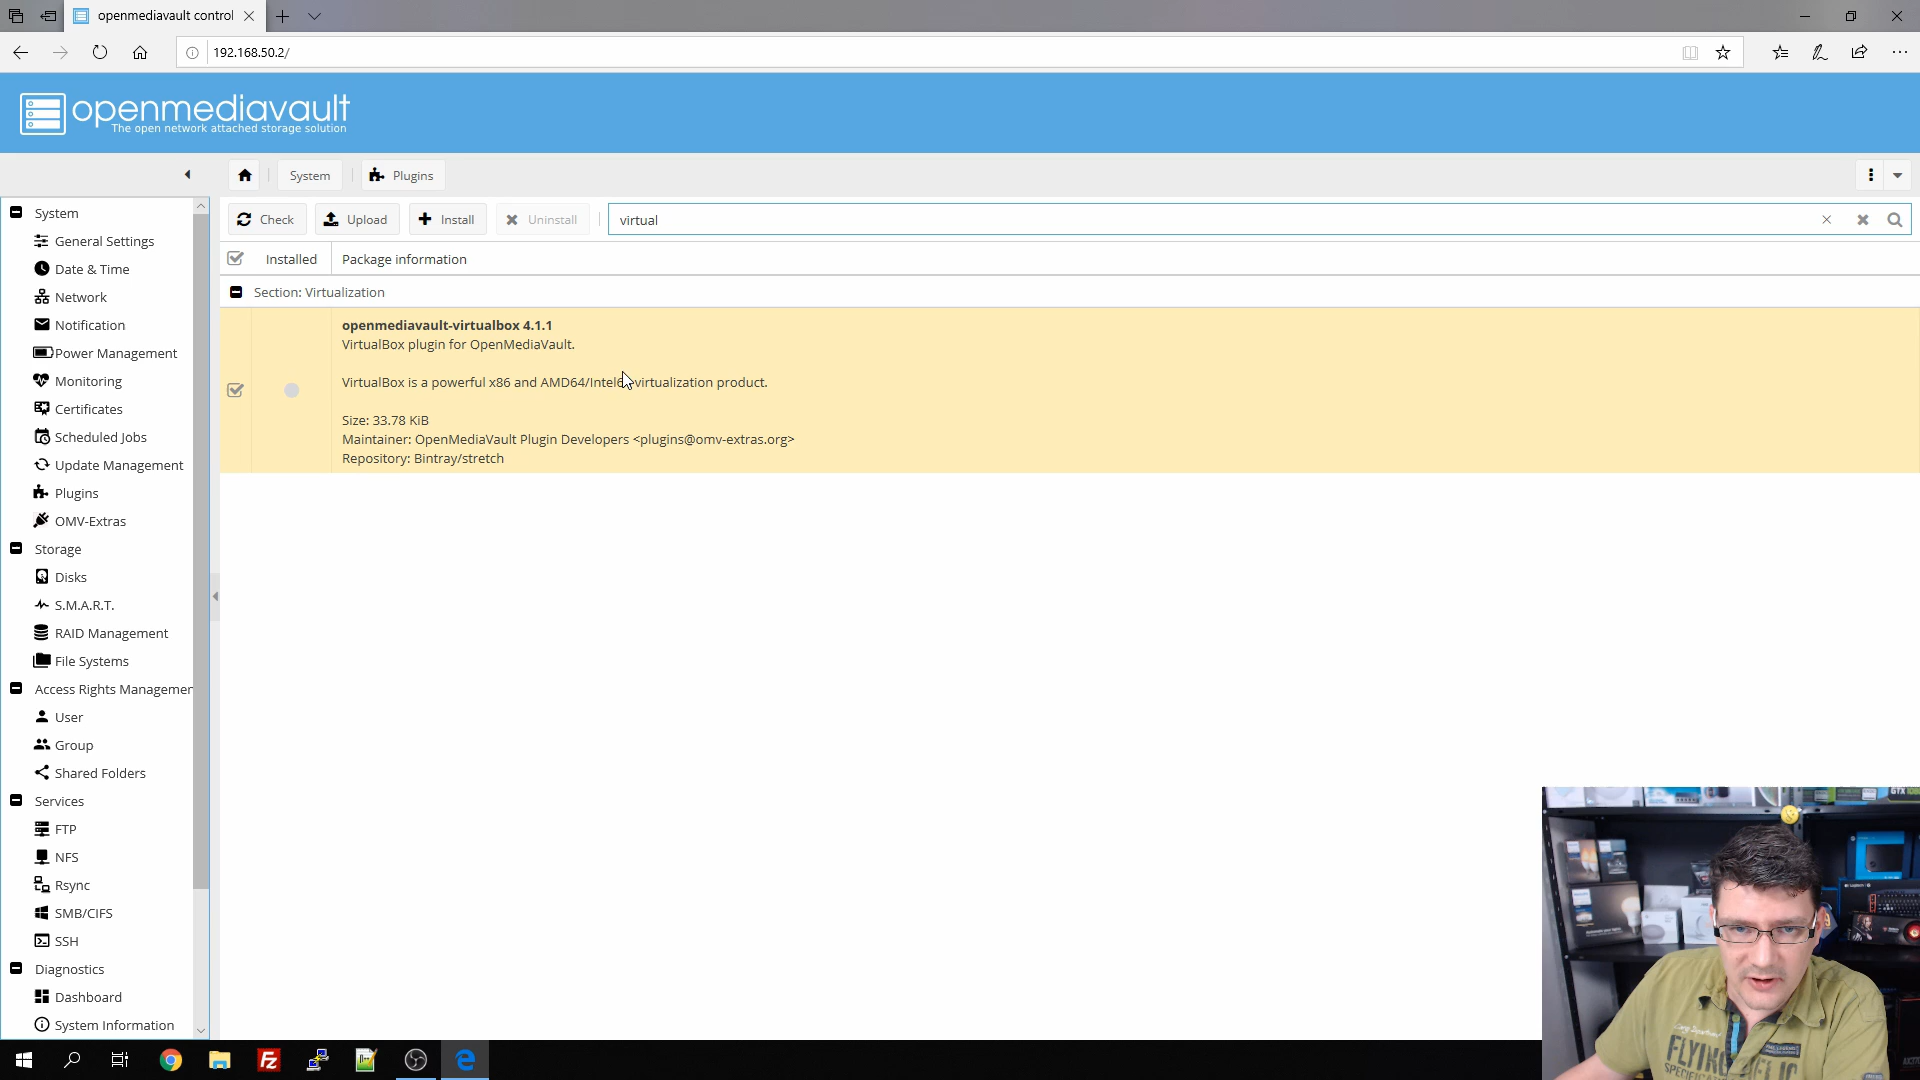 openmediavault control
192.168.50.2/
openmediavault
The open network attached storage solution
System
Plugins
Check
Upload
Install
Uninstall
virtual
Installed
Package information
Section: Virtualization
openmediavault-virtualbox 4.1.1
VirtualBox plugin for OpenMediaVault.
VirtualBox is a powerful x86 and AMD64/Intel virtualization product.
Size: 33.78 KiB
Maintainer: OpenMediaVault Plugin Developers <plugins@omv-extras.org>
Repository: Bintray/stretch
System
General Settings
Date & Time
Network
Notification
Power Management
Monitoring
Certificates
Scheduled Jobs
Update Management
Plugins
OMV-Extras
Storage
Disks
S.M.A.R.T.
RAID Management
File Systems
Access Rights Managemen
User
Group
Shared Folders
Services
FTP
NFS
Rsync
SMB/CIFS
SSH
Diagnostics
Dashboard
System Information
FLYING